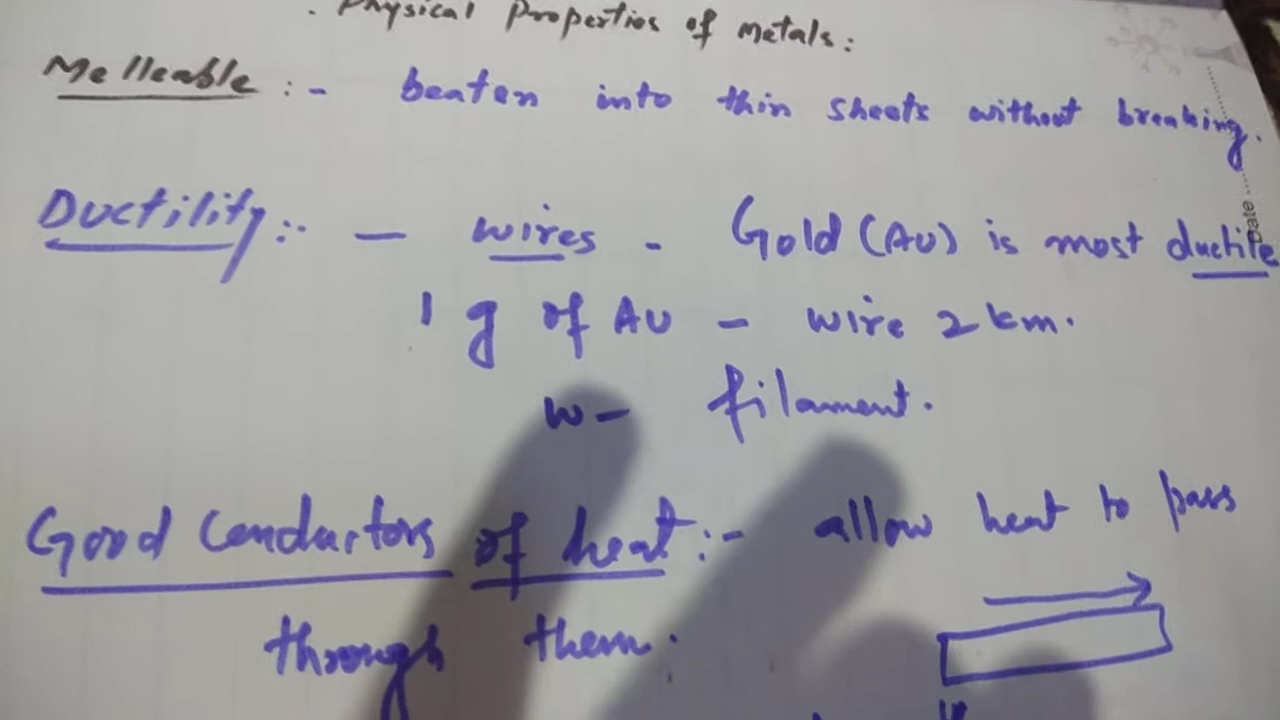 . Physical Properties of metals:
Melleable :- beaten into thin sheets without breaking.
Ductility :- — wires - Gold (AU) is most ductile
1 g of AU - wire 2 km.
W - filament.
Good Conductors of heat :- allow heat to pass
through them.
Date